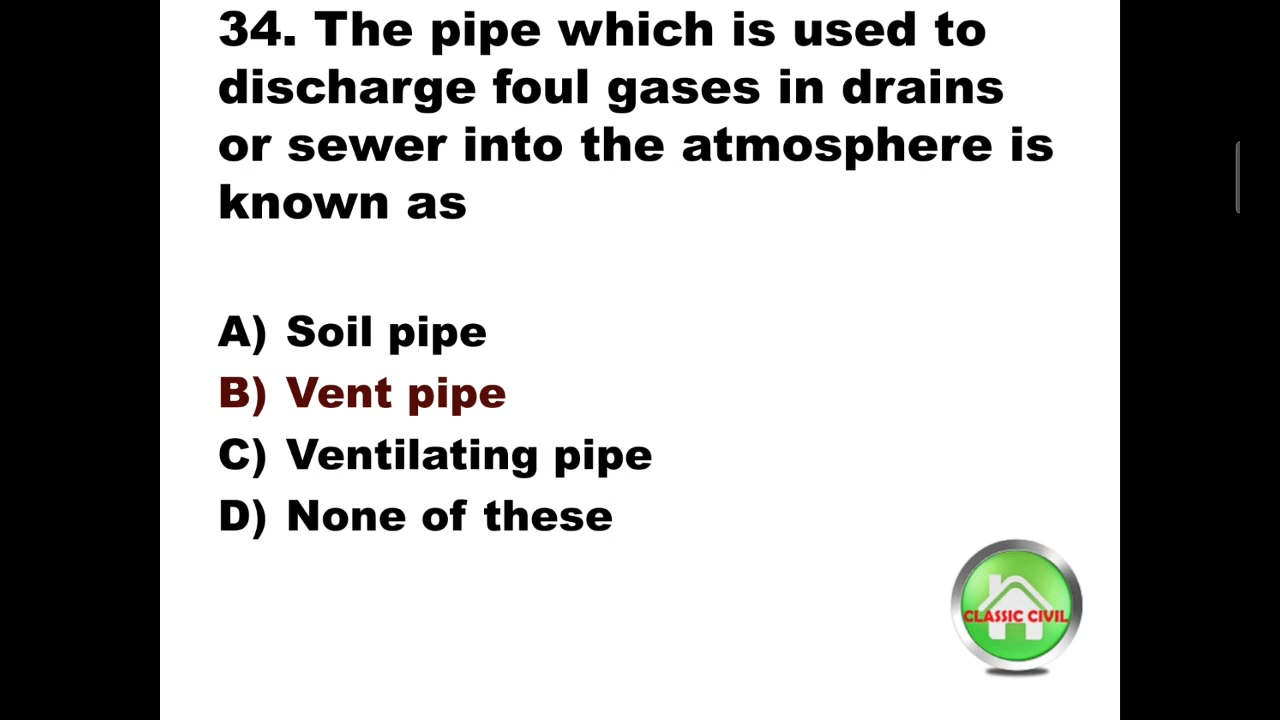 34. The pipe which is used to
discharge foul gases in drains
or sewer into the atmosphere is
known as
A) Soil pipe
B) Vent pipe
C) Ventilating pipe
D) None of these
CLASSIC CIVIL